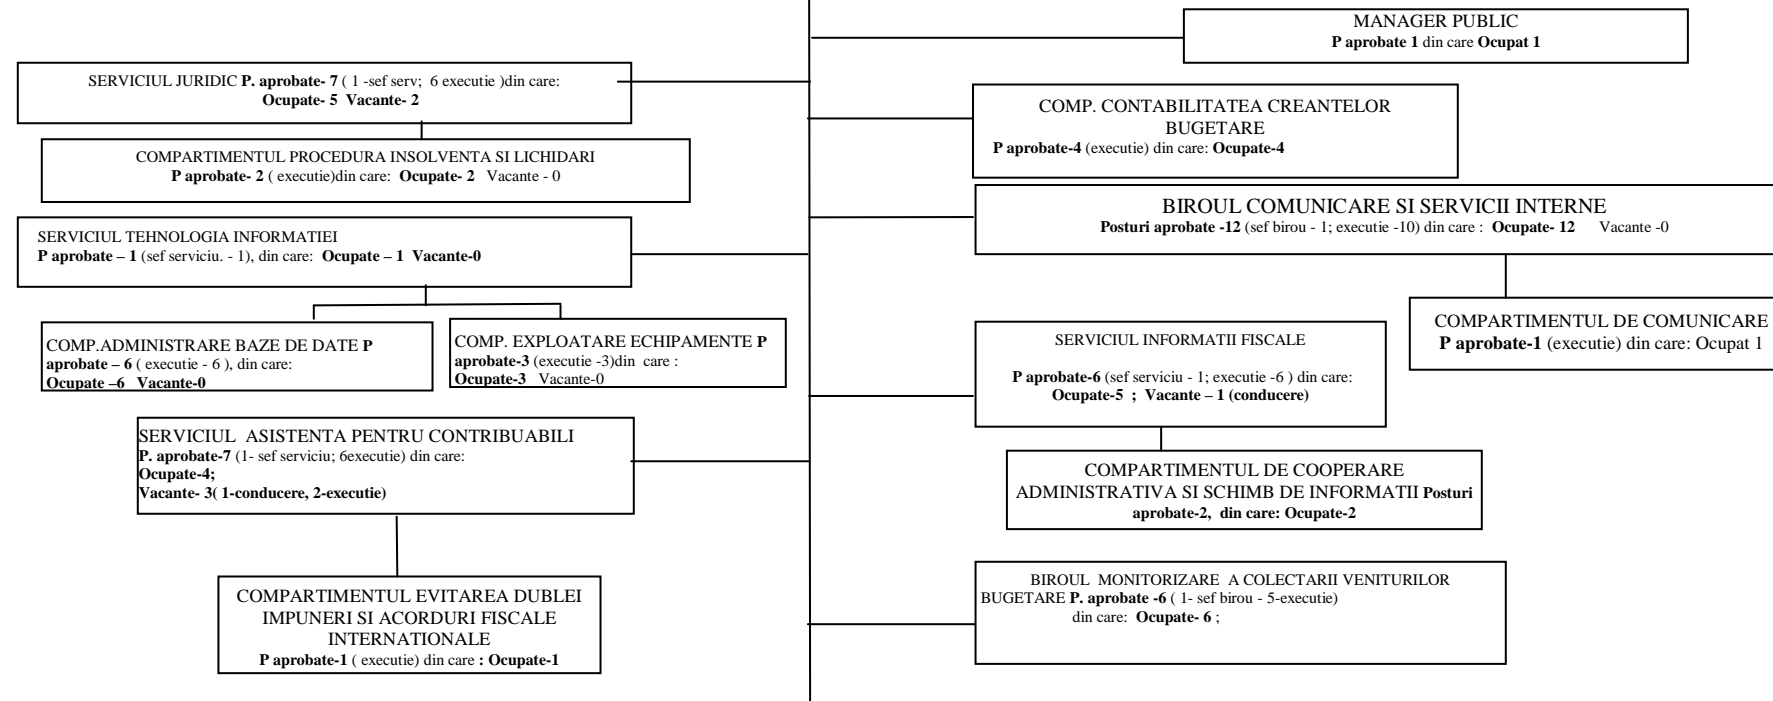 MANAGER PUBLIC
P aprobate 1 din care Ocupat 1
SERVICIUL JURIDIC P. aprobate- 7 ( 1 -sef serv; 6 executie )din care:
Ocupate- 5 Vacante- 2
COMP. CONTABILITATEA CREANTELOR
BUGETARE
P aprobate-4 (executie) din care: Ocupate-4
COMPARTIMENTUL PROCEDURA INSOLVENTA SI LICHIDARI
P aprobate- 2 ( executie)din care: Ocupate- 2 Vacante - 0
BIROUL COMUNICARE SI SERVICII INTERNE
Posturi aprobate -12 (sef birou - 1; executie -10) din care : Ocupate- 12 Vacante -0
SERVICIUL TEHNOLOGIA INFORMATIEI
P aprobate – 1 (sef serviciu. - 1), din care: Ocupate – 1 Vacante-0
COMPARTIMENTUL DE COMUNICARE
P aprobate-1 (executie) din care: Ocupat 1
COMP.ADMINISTRARE BAZE DE DATE P
aprobate – 6 ( executie - 6 ), din care:
Ocupate –6 Vacante-0
COMP. EXPLOATARE ECHIPAMENTE P
aprobate-3 (executie -3)din care :
Ocupate-3 Vacante-0
SERVICIUL INFORMATII FISCALE
P aprobate-6 (sef serviciu - 1; executie -6 ) din care:
Ocupate-5 ; Vacante – 1 (conducere)
SERVICIUL ASISTENTA PENTRU CONTRIBUABILI
P. aprobate-7 (1- sef serviciu; 6executie) din care:
Ocupate-4;
Vacante- 3( 1-conducere, 2-executie)
COMPARTIMENTUL DE COOPERARE
ADMINISTRATIVA SI SCHIMB DE INFORMATII Posturi
aprobate-2, din care: Ocupate-2
COMPARTIMENTUL EVITAREA DUBLEI
IMPUNERI SI ACORDURI FISCALE
INTERNATIONALE
P aprobate-1 ( executie) din care : Ocupate-1
BIROUL MONITORIZARE A COLECTARII VENITURILOR
BUGETARE P. aprobate -6 ( 1- sef birou - 5-executie)
din care: Ocupate- 6 ;